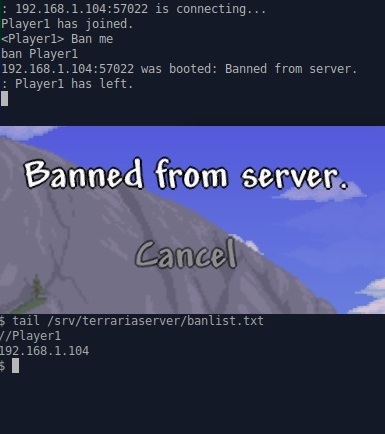 : 192.168.1.104:57022 is connecting...
Player1 has joined.
<Player1> Ban me
ban Player1
192.168.1.104:57022 was booted: Banned from server.
: Player1 has left.
Banned from server.
Cancel
$ tail /srv/terrariaserver/banlist.txt
//Player1
192.168.1.104
$